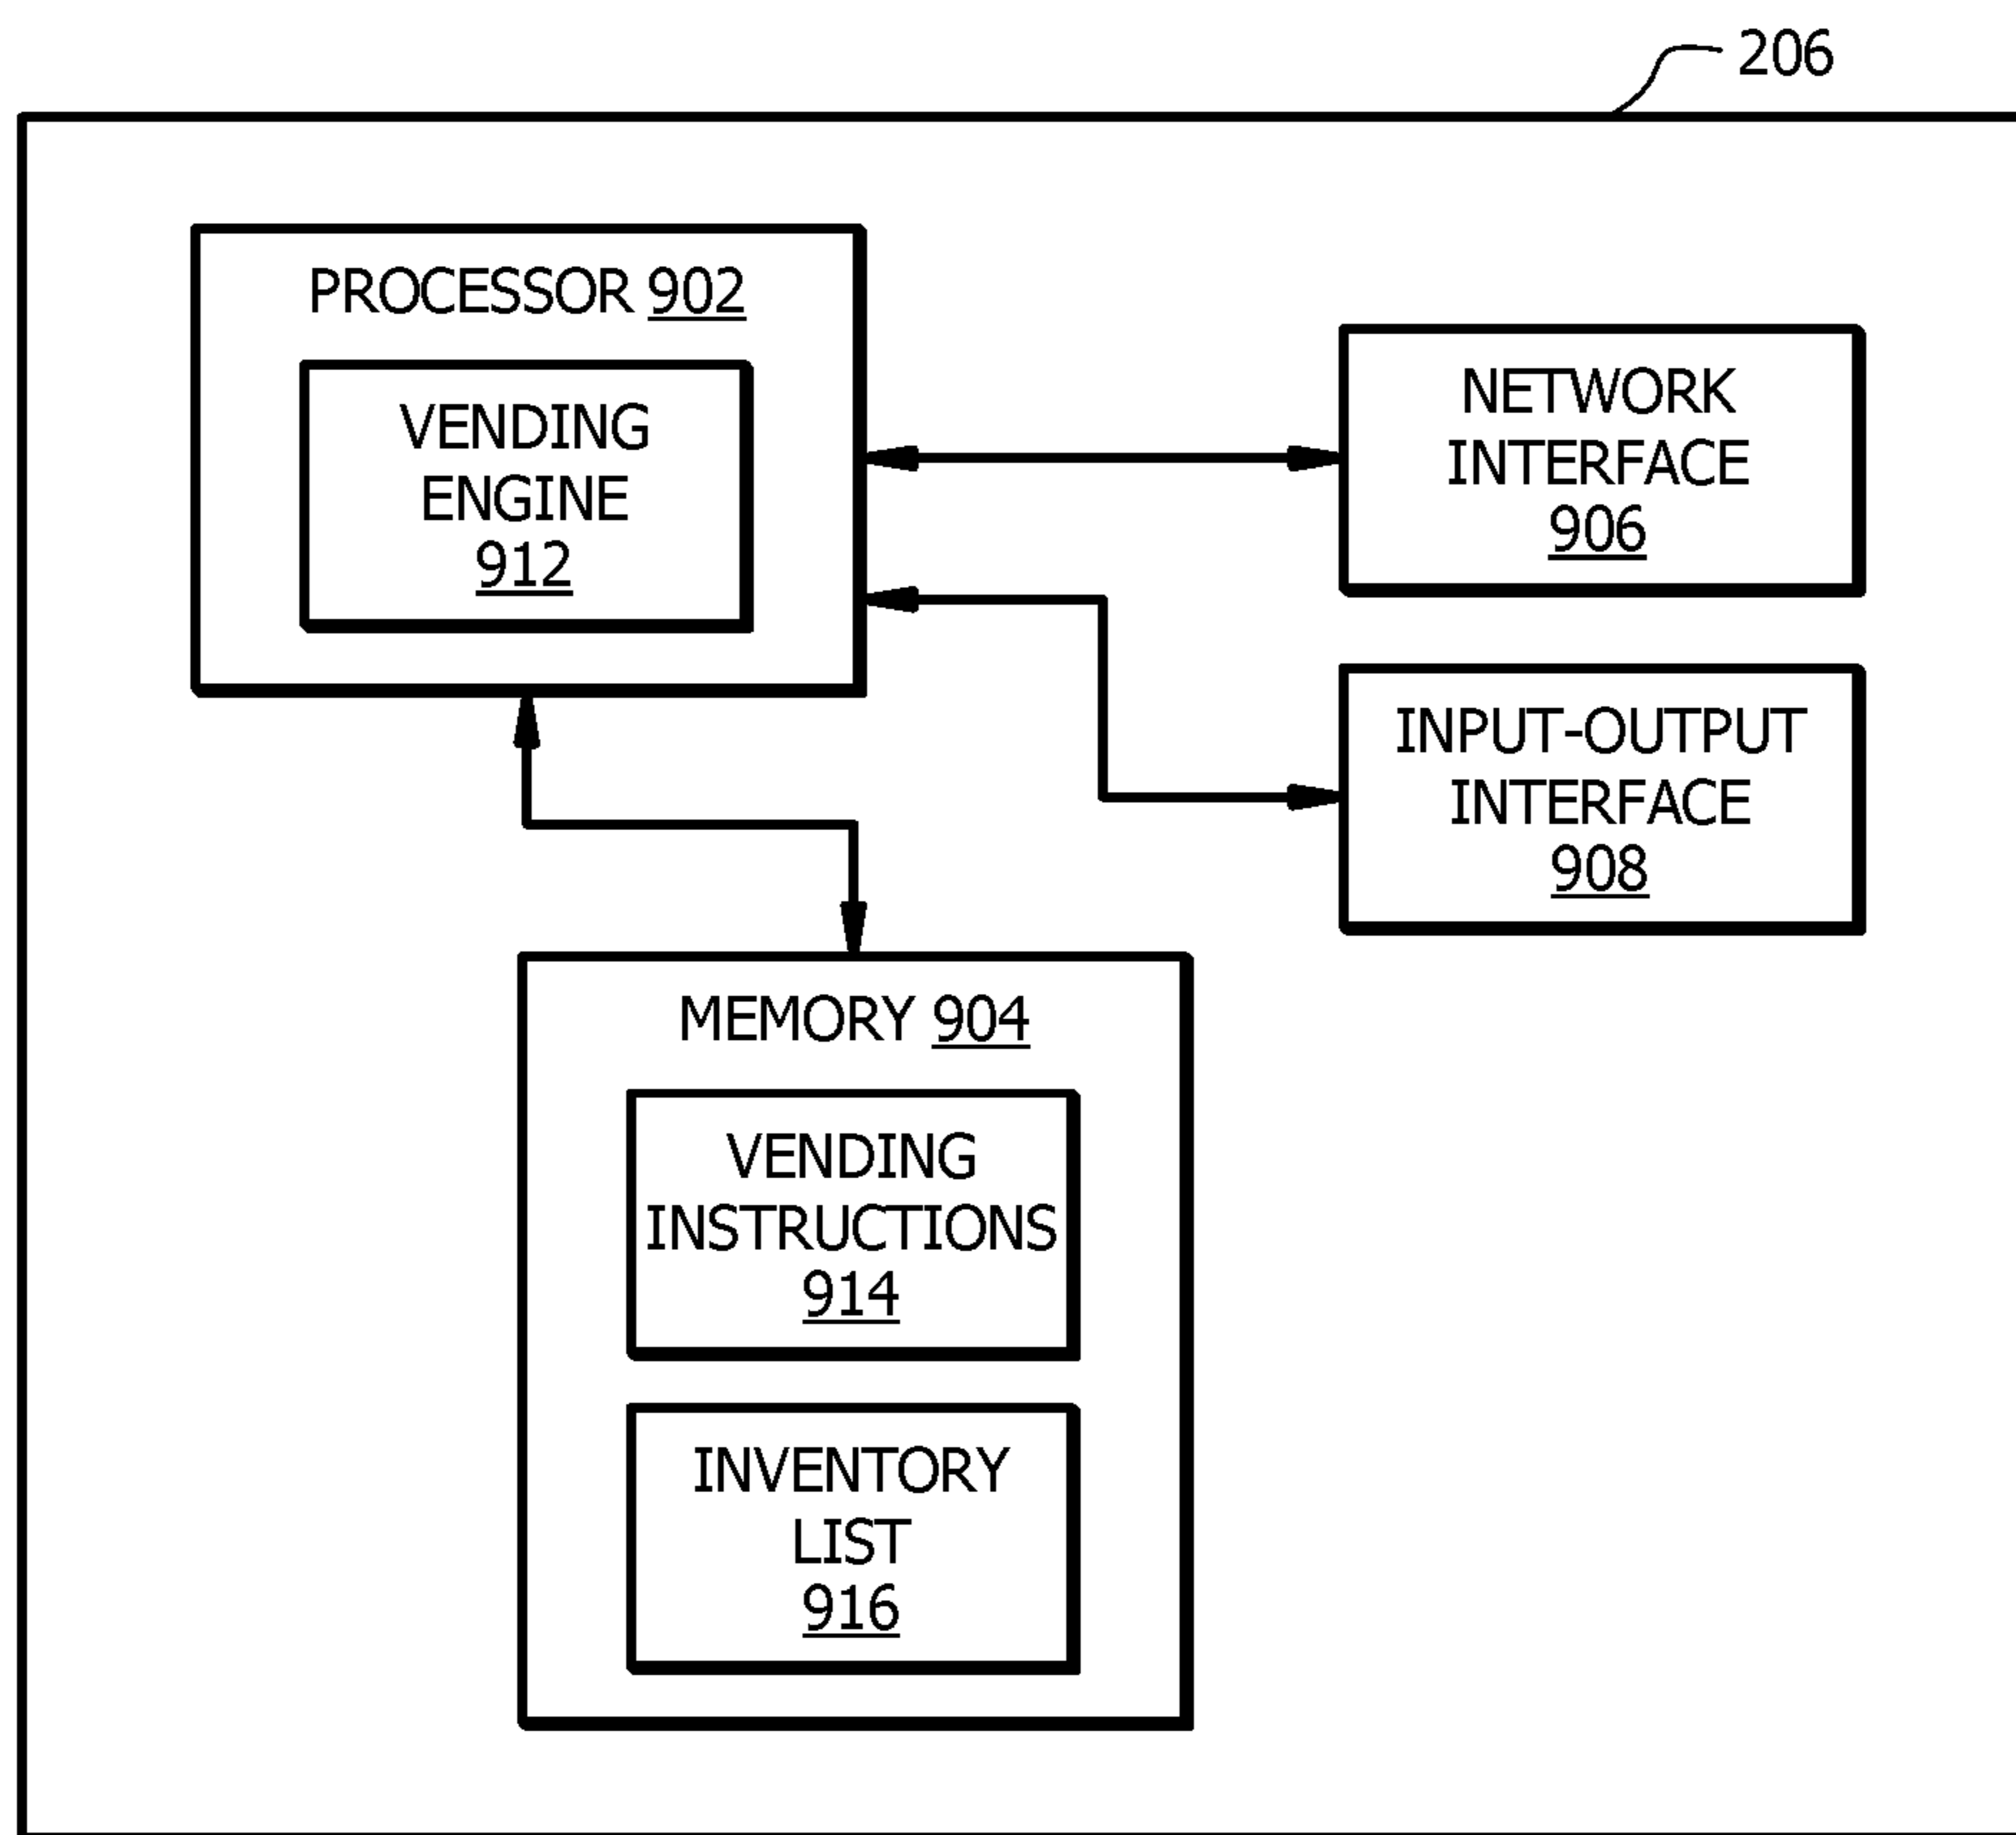 206
PROCESSOR 902
VENDING
ENGINE
912
NETWORK
INTERFACE
906
INPUT-OUTPUT
INTERFACE
908
MEMORY 904
VENDING
INSTRUCTIONS
914
INVENTORY
LIST
916